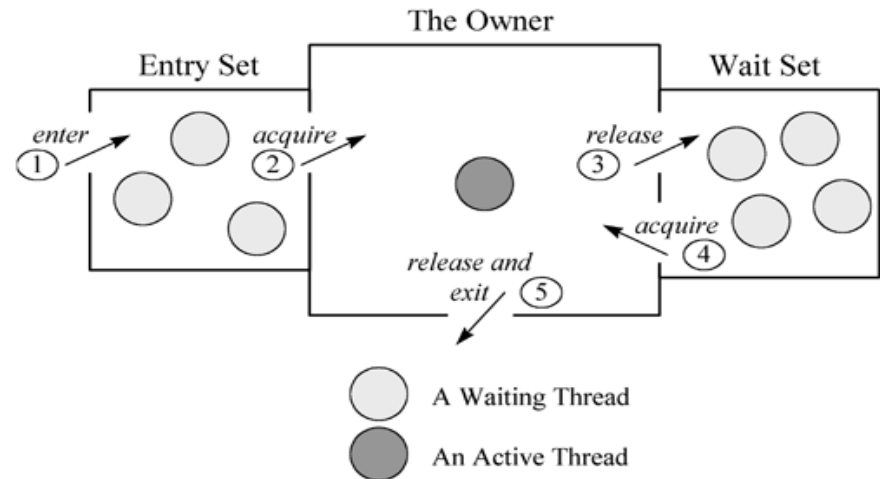 The Owner
Entry Set
Wait Set
enter
1
acquire
2
release
3
acquire
4
release and
exit
5
A Waiting Thread
An Active Thread